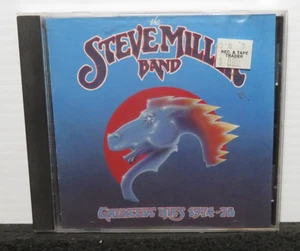 the
STEVE MILLER
BAND
REC & TAPE
TRADER
GREATEST HITS 1974-78